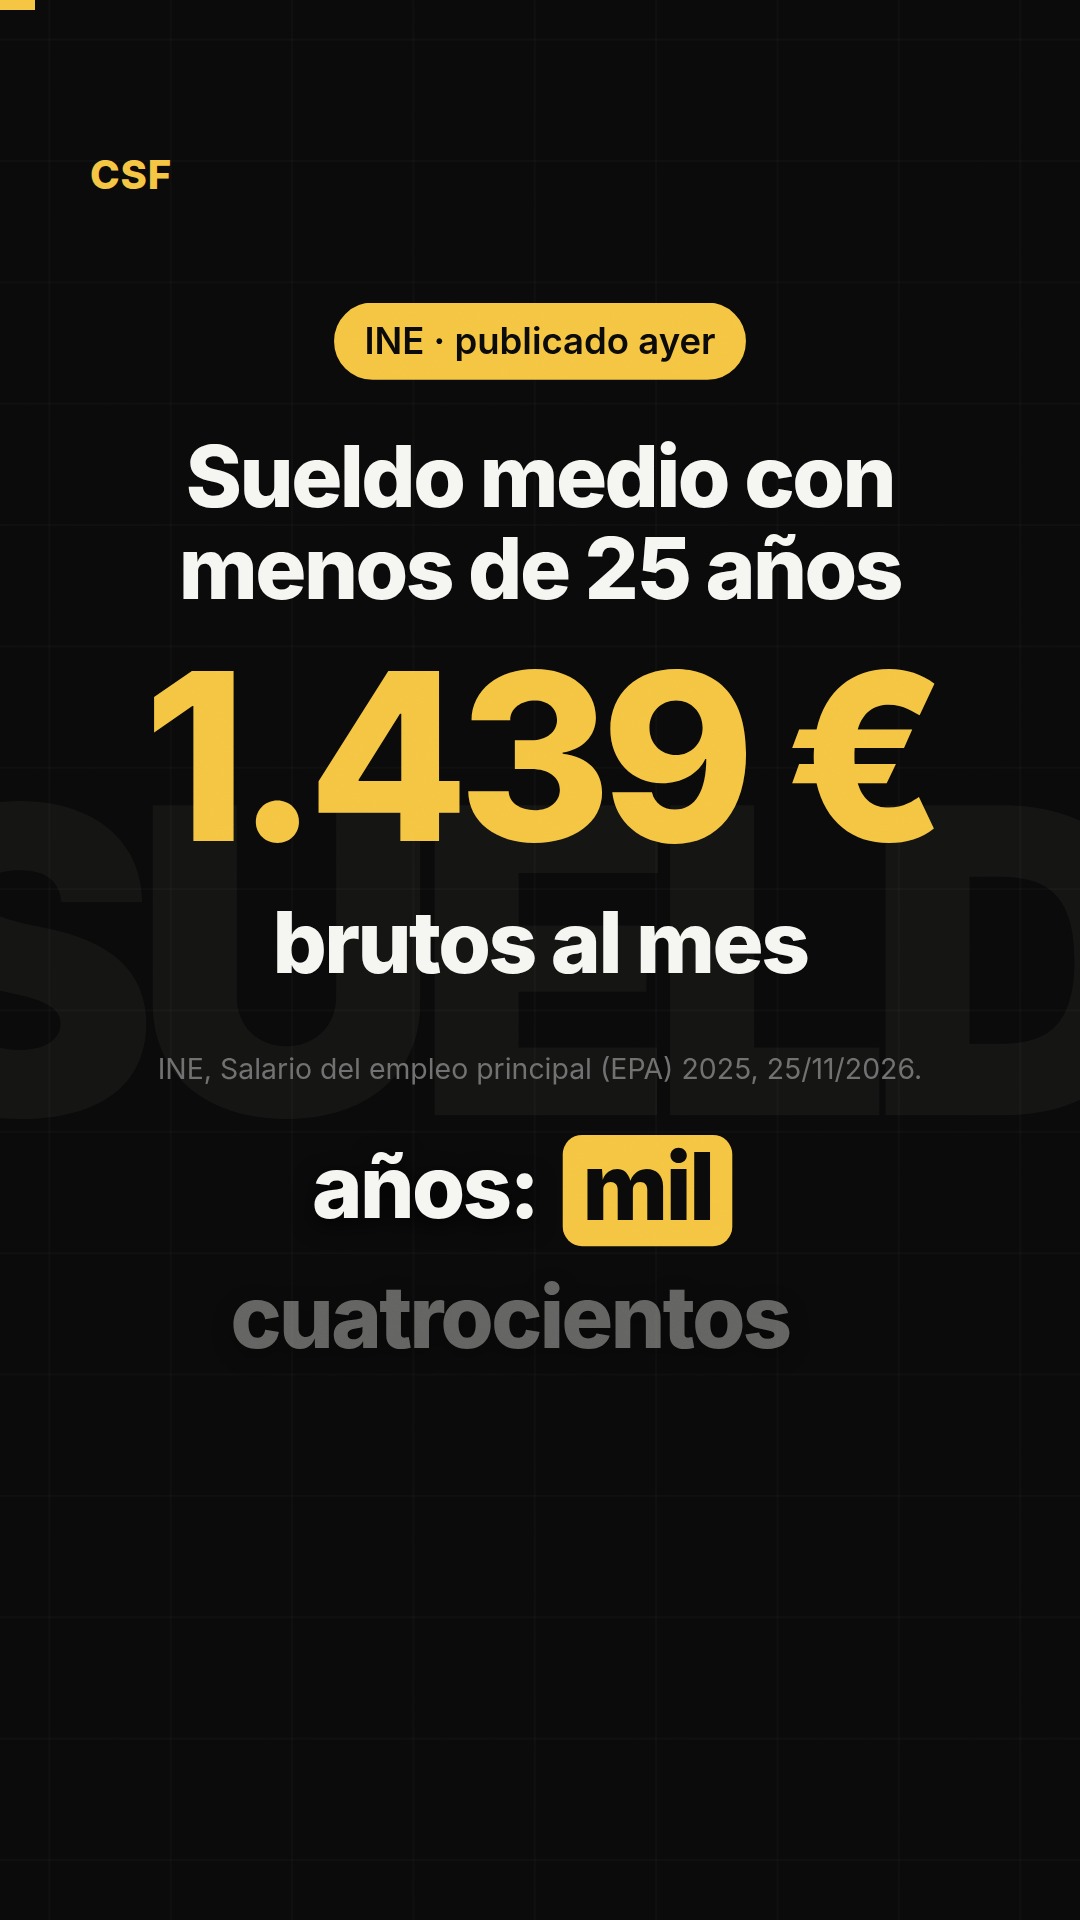 CSF
INE · publicado ayer
Sueldo medio con
menos de 25 años
1.439 €
brutos al mes
SUELD
INE, Salario del empleo principal (EPA) 2025, 25/11/2026.
años: mil
cuatrocientos